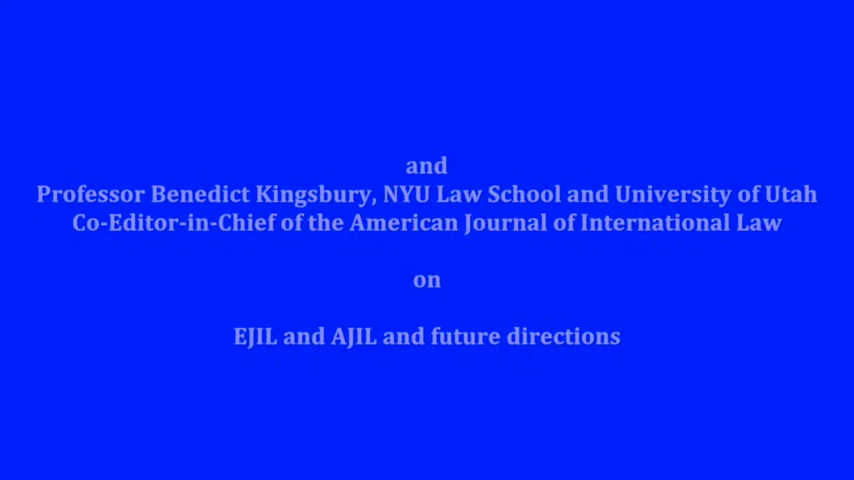 and
Professor Benedict Kingsbury, NYU Law School and University of Utah
Co-Editor-in-Chief of the American Journal of International Law
on
EJIL and AJIL and future directions